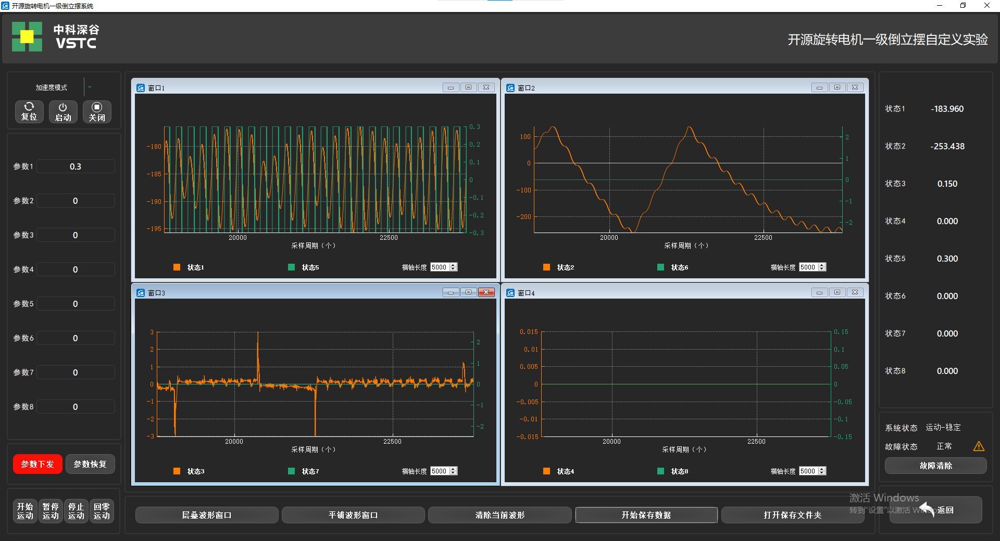 开源旋转电机一级倒立摆系统
中科深谷
VSTC
开源旋转电机一级倒立摆自定义实验
加速度模式
复位
启动
关闭
参数1 0.3
参数2 0
参数3 0
参数4 0
参数5 0
参数6 0
参数7 0
参数8 0
参数下发
参数恢复
开始运动
暂停运动
停止运动
回零运动
窗口1
-180
-185
-190
-195
0.3
0.2
0.1
0
-0.1
-0.2
-0.3
20000 22500
采样周期（个）
状态1 状态5 横轴长度 5000
窗口2
100
0
-100
-200
2
1
0
-1
-2
20000 22500
采样周期（个）
状态2 状态6 横轴长度 5000
窗口3
3
2
1
0
-1
-2
-3
2
1
0
-1
-2
20000 22500
采样周期（个）
状态3 状态7 横轴长度 5000
窗口4
0.015
0.01
0.005
0
-0.005
-0.01
-0.015
0.15
0.1
0.05
0
-0.05
-0.1
-0.15
20000 22500
采样周期（个）
状态4 状态8 横轴长度 5000
层叠波形窗口
平铺波形窗口
清除当前波形
开始保存数据
打开保存文件夹
状态1 -183.960
状态2 -253.438
状态3 0.150
状态4 0.000
状态5 0.300
状态6 0.000
状态7 0.000
状态8 0.000
系统状态 运动-稳定
故障状态 正常
故障清除
激活 Windows
转到"设置"以激活 Windows。
返回